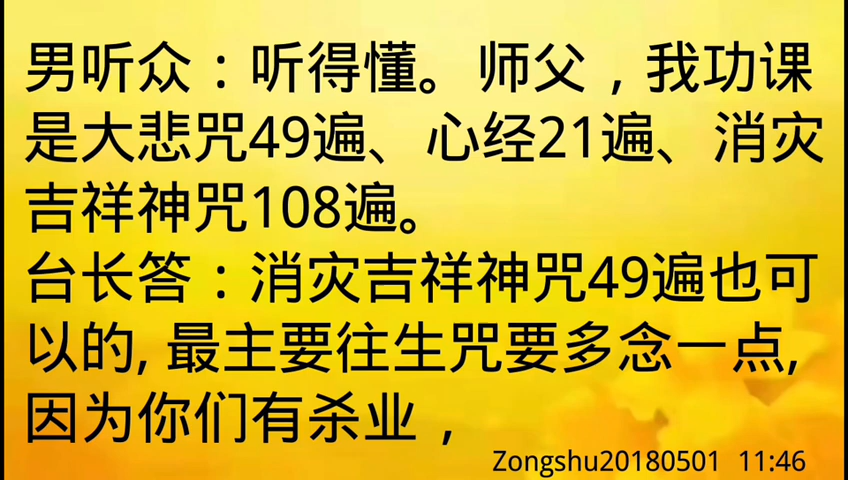 男听众：听得懂。师父，我功课
是大悲咒49遍、心经21遍、消灾
吉祥神咒108遍。
台长答：消灾吉祥神咒49遍也可
以的, 最主要往生咒要多念一点,
因为你们有杀业，
Zongshu20180501 11:46